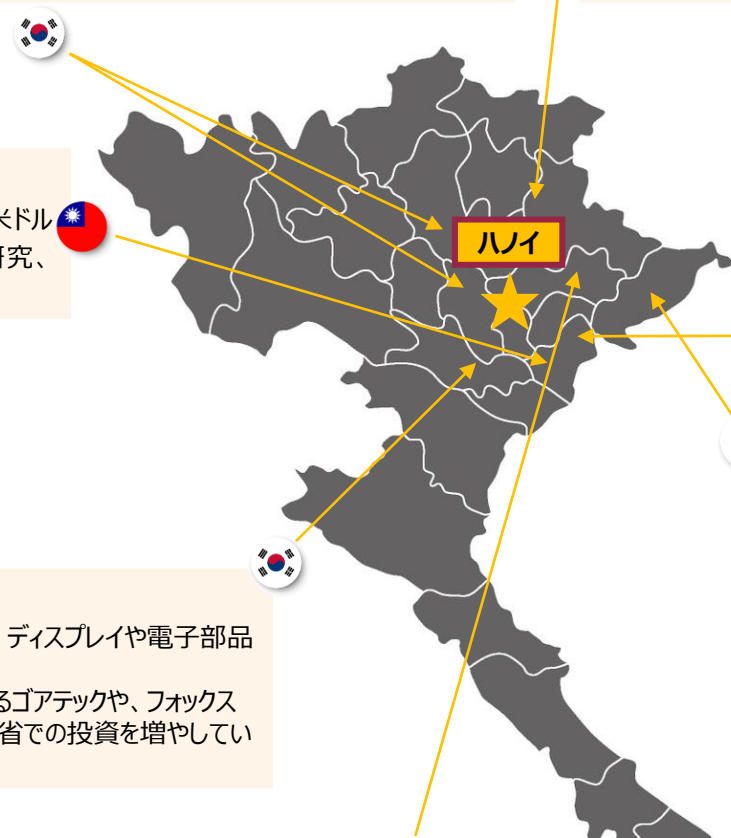 米ドル
研究、
ハノイ
ディスプレイや電子部品
るゴアテックや、フォックス
省での投資を増やしてい